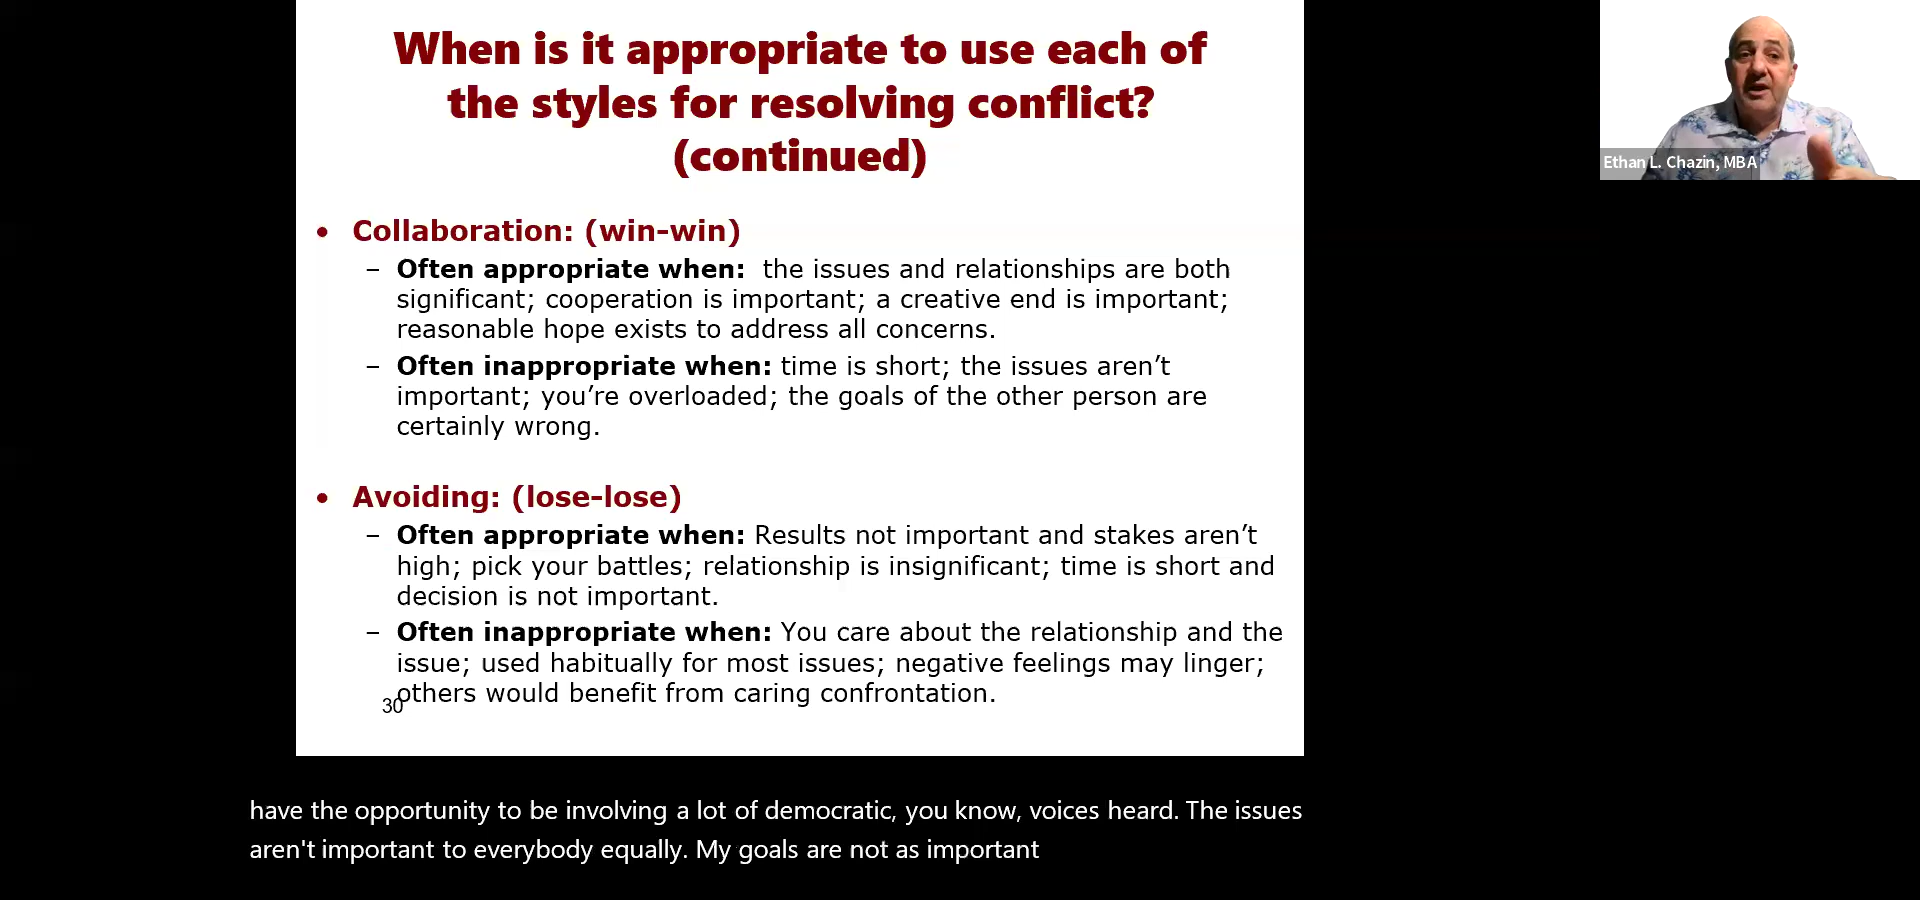 When is it appropriate to use each of
the styles for resolving conflict?
(continued)
Ethan L. Chazin, MBA
• Collaboration: (win-win)
– Often appropriate when: the issues and relationships are both
significant; cooperation is important; a creative end is important;
reasonable hope exists to address all concerns.
– Often inappropriate when: time is short; the issues aren’t
important; you’re overloaded; the goals of the other person are
certainly wrong.
• Avoiding: (lose-lose)
– Often appropriate when: Results not important and stakes aren’t
high; pick your battles; relationship is insignificant; time is short and
decision is not important.
– Often inappropriate when: You care about the relationship and the
issue; used habitually for most issues; negative feelings may linger;
others would benefit from caring confrontation.
30
have the opportunity to be involving a lot of democratic, you know, voices heard. The issues
aren't important to everybody equally. My goals are not as important